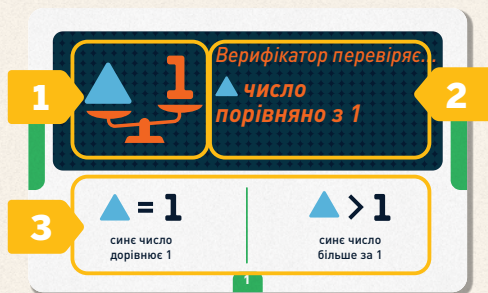 1
1
Верифікатор перевіряє...
число
порівняно з 1
2
3
= 1
синє число
дорівнює 1
> 1
синє число
більше за 1
1